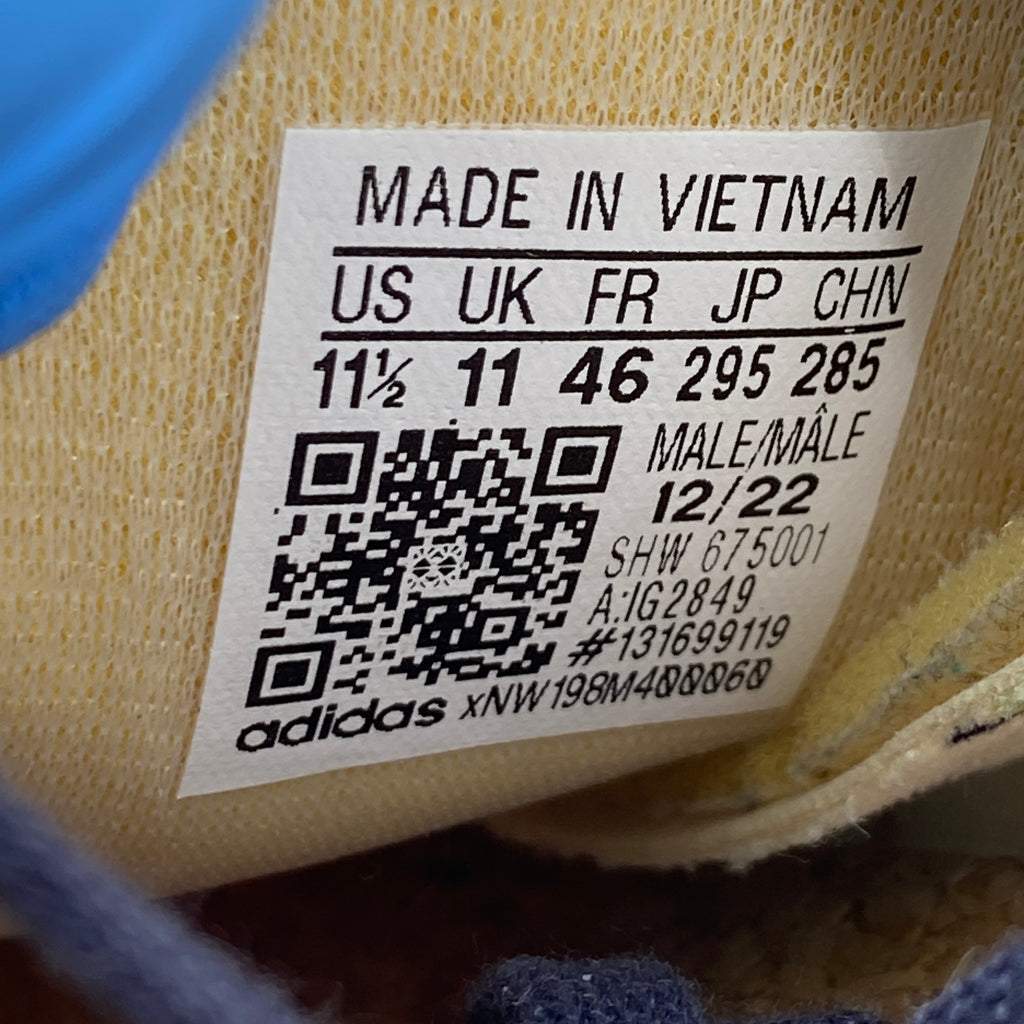 MADE IN VIETNAM
US UK FR JP CHN
11½ 11 46 295 285
MALE/MÂLE
12/22
SHW 675001
A:IG2849
#131699119
adidas xNW198M400060